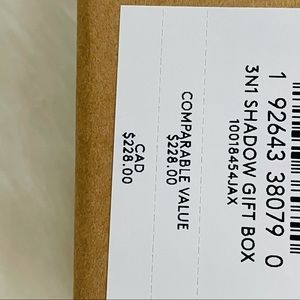 1 92643 38079 0
3N1 SHADOW GIFT BOX
10018454JAX
COMPARABLE VALUE
$228.00
CAD
$228.00